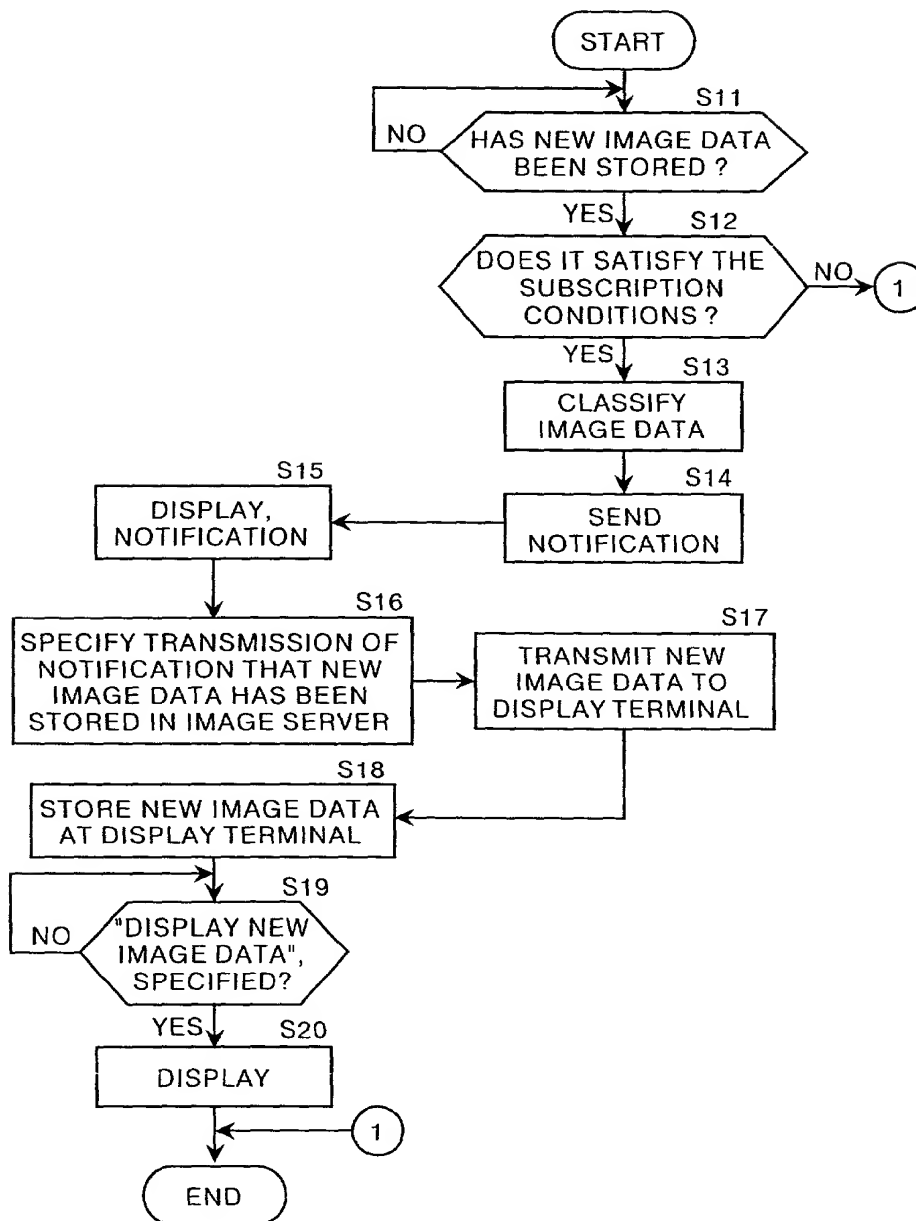 START
S11
NO
HAS NEW IMAGE DATA
BEEN STORED ?
YES
S12
DOES IT SATISFY THE
SUBSCRIPTION
CONDITIONS ?
NO
1
YES
S13
CLASSIFY
IMAGE DATA
S14
SEND
NOTIFICATION
S15
DISPLAY,
NOTIFICATION
S16
SPECIFY TRANSMISSION OF
NOTIFICATION THAT NEW
IMAGE DATA HAS BEEN
STORED IN IMAGE SERVER
S17
TRANSMIT NEW
IMAGE DATA TO
DISPLAY TERMINAL
S18
STORE NEW IMAGE DATA
AT DISPLAY TERMINAL
S19
NO
"DISPLAY NEW
IMAGE DATA",
SPECIFIED?
YES
S20
DISPLAY
1
END